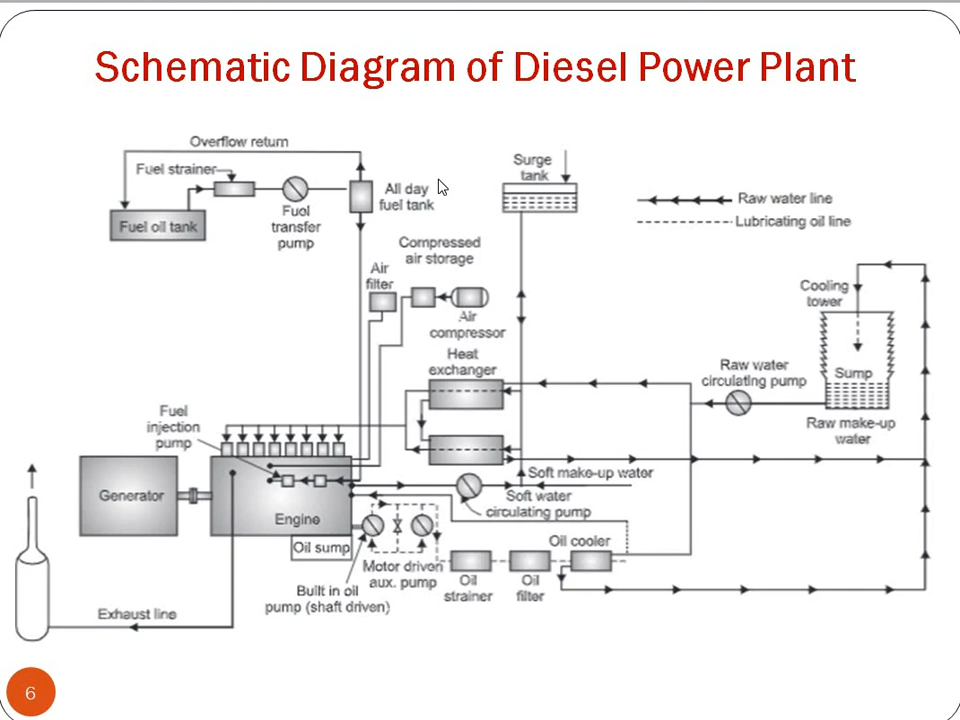 Schematic Diagram of Diesel Power Plant
Overflow return
Fuel strainer
Fuel oil tank
Fuel
transfer
pump
All day
fuel tank
Surge
tank
Raw water line
Lubricating oil line
Compressed
air storage
Air
filter
Air
compressor
Heat
exchanger
Cooling
tower
Raw water
circulating pump
Sump
Raw make-up
water
Fuel
injection
pump
Generator
Engine
Oil sump
Soft make-up water
Soft water
circulating pump
Oil cooler
Motor driven
aux. pump
Oil
strainer
Oil
filter
Built in oil
pump (shaft driven)
Exhaust line
6